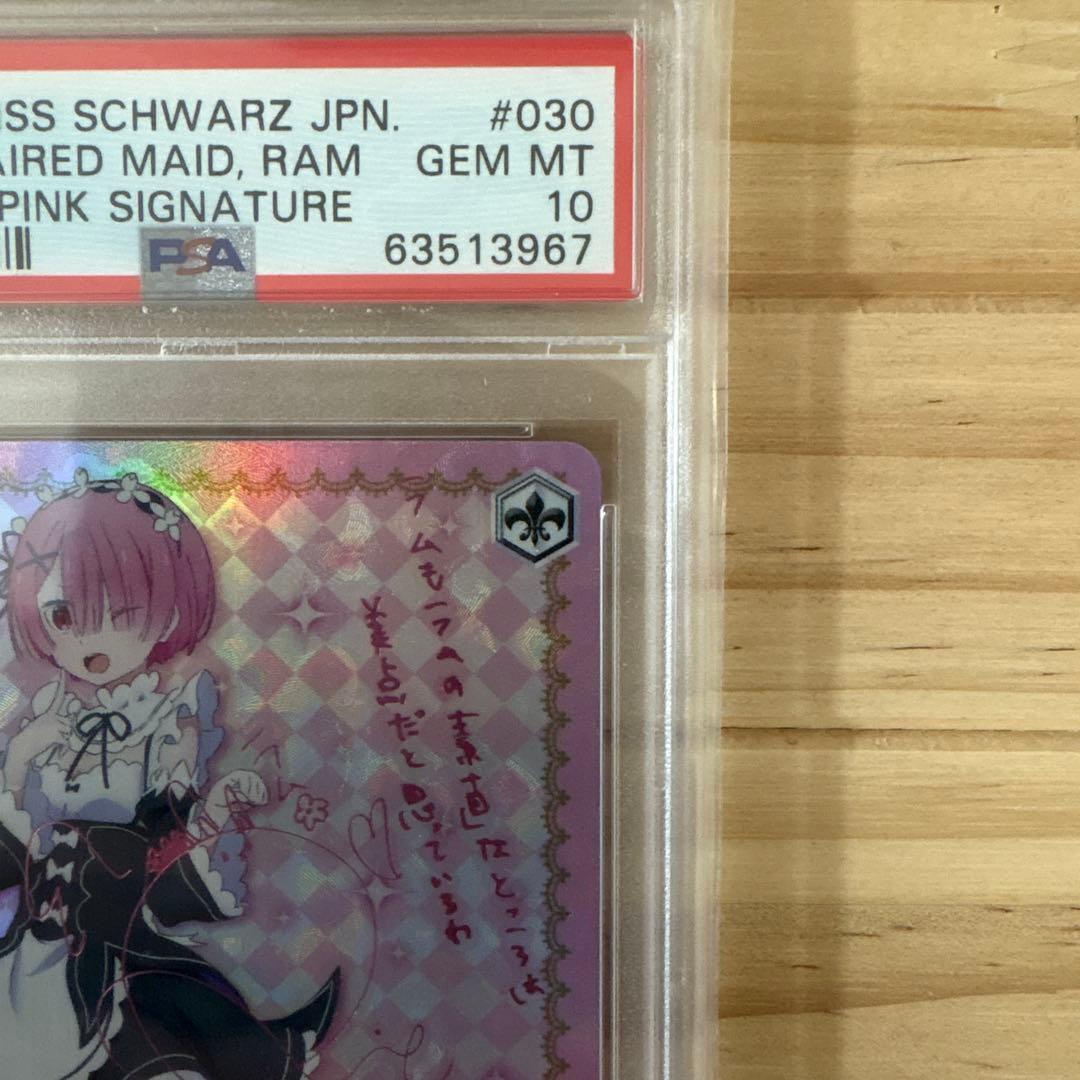 ISS SCHWARZ JPN. #030
AIRED MAID, RAM GEM MT
PINK SIGNATURE 10
PSA 63513967
ラムもラムの素直なところは
美点だと思っているわ